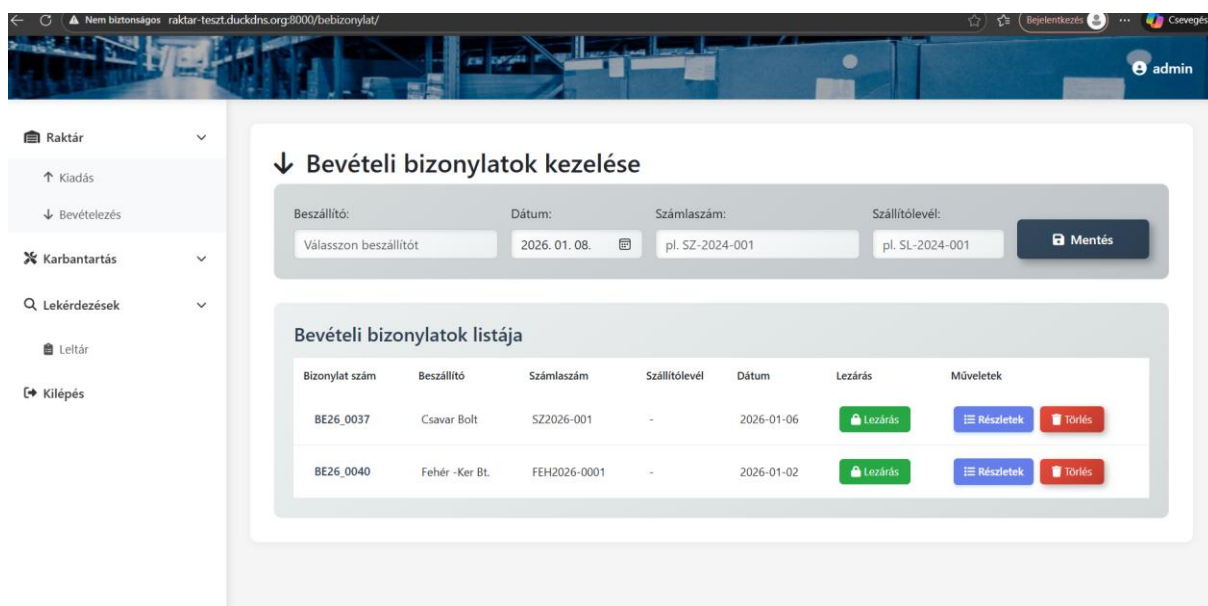 Nem biztonságos raktar-teszt.duckdns.org:8000/bebizonylat/
Bejelentkezés
Csevegés
admin
Raktár
Kiadás
Bevételezés
Karbantartás
Lekérdezések
Leltár
Kilépés
Bevételi bizonylatok kezelése
Beszállító: Dátum: Számlaszám: Szállítólevél:
Válasszon beszállítót 2026. 01. 08. pl. SZ-2024-001 pl. SL-2024-001 Mentés
Bevételi bizonylatok listája
Bizonylat szám Beszállító Számlaszám Szállítólevél Dátum Lezárás Műveletek
BE26_0037 Csavar Bolt SZ2026-001 - 2026-01-06 Lezárás Részletek Törlés
BE26_0040 Fehér -Ker Bt. FEH2026-0001 - 2026-01-02 Lezárás Részletek Törlés